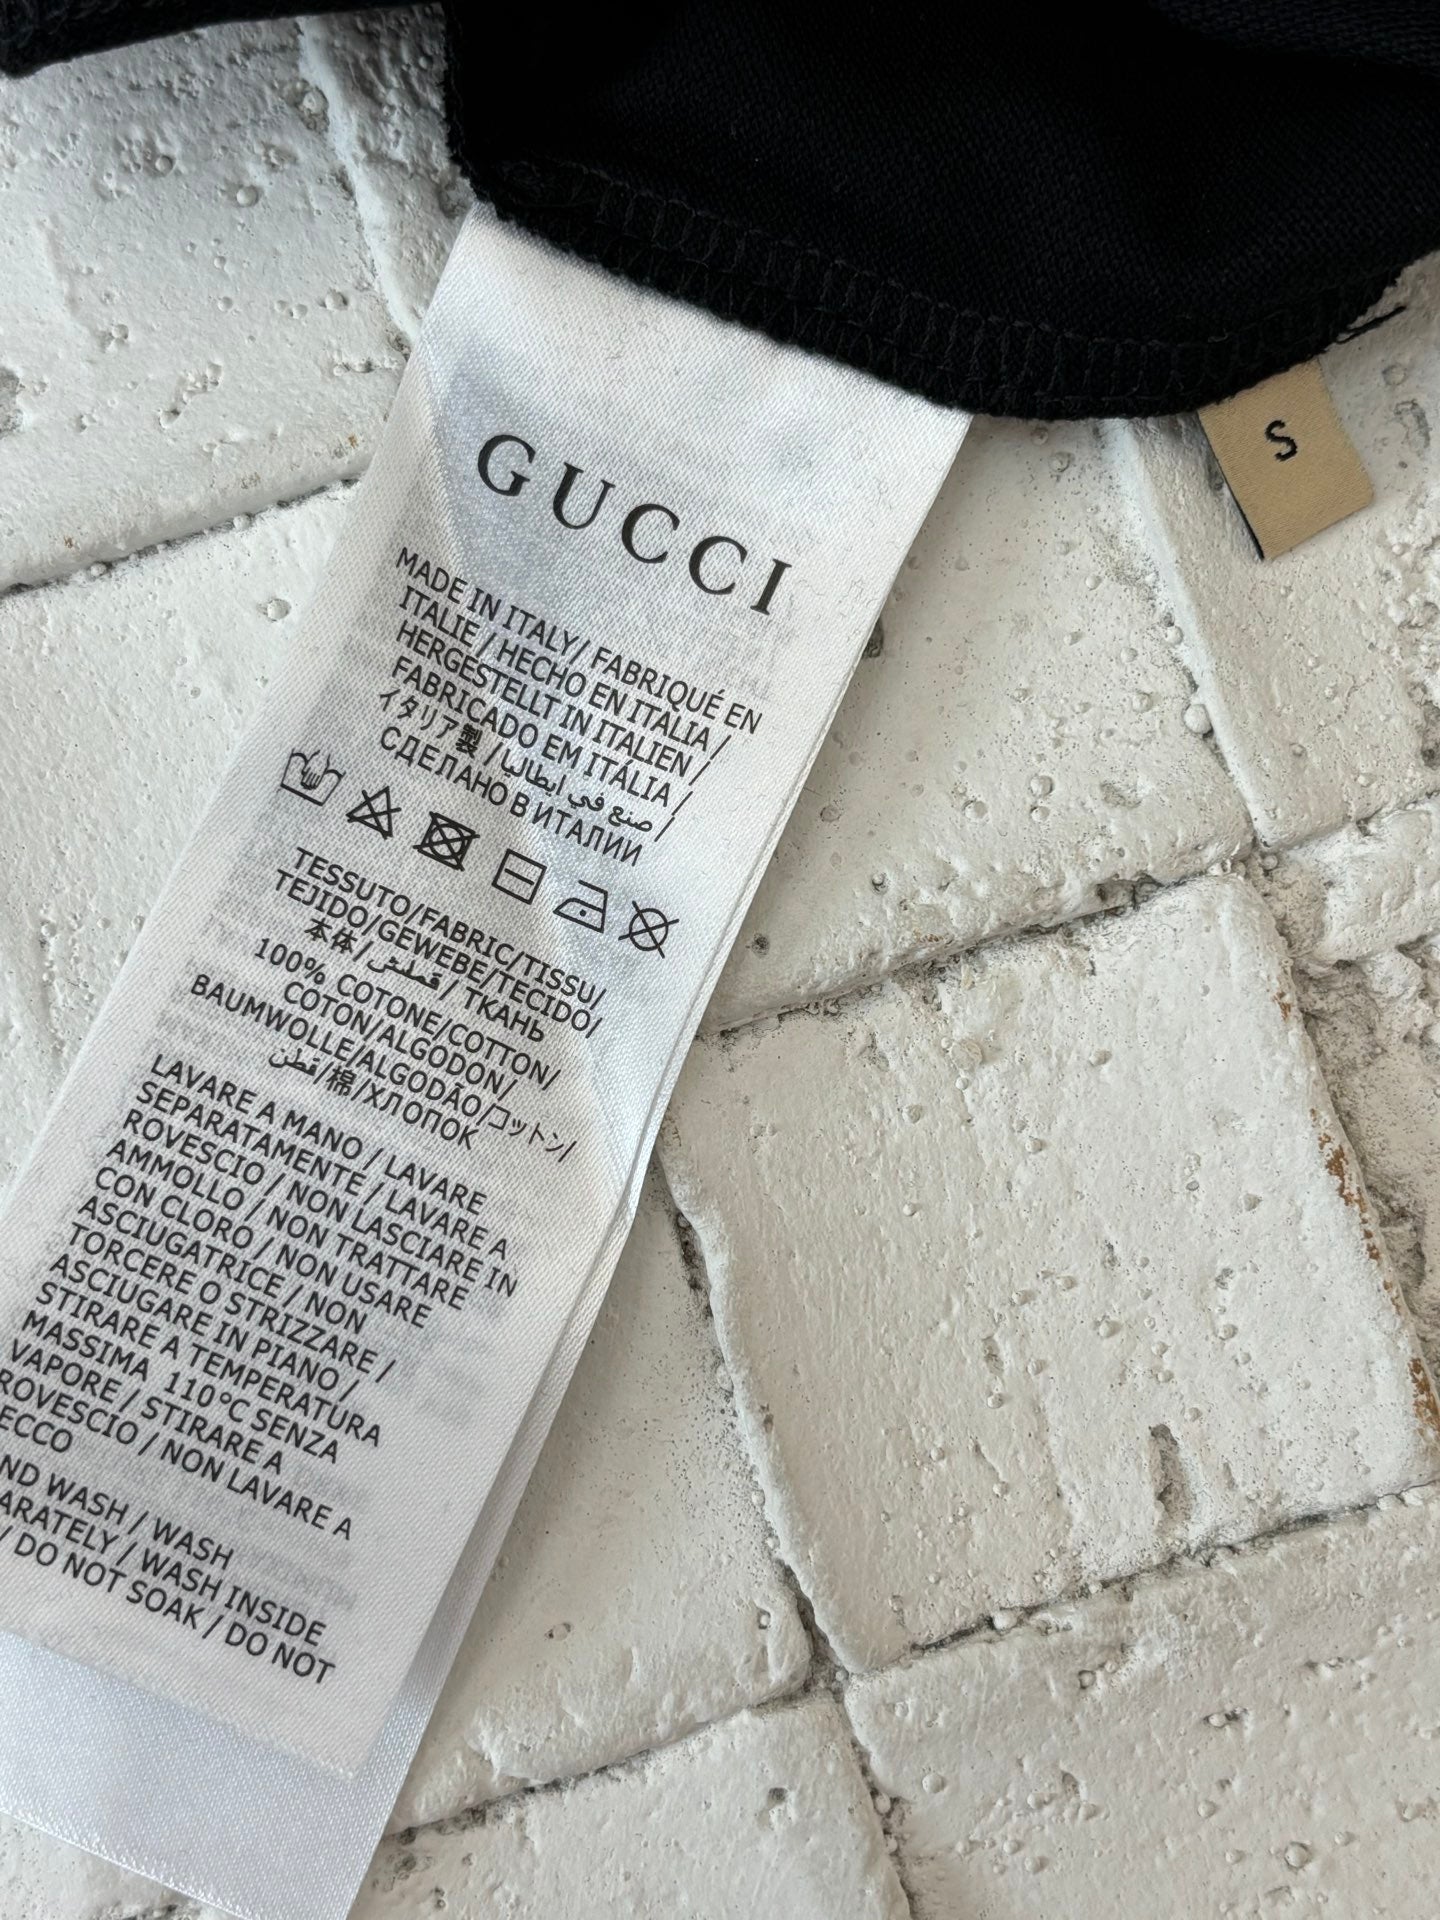 S
GUCCI
MADE IN ITALY/ FABRIQUÉ EN
ITALIE / HECHO EN ITALIA /
HERGESTELLT IN ITALIEN /
FABRICADO EM ITÁLIA /
イタリア製 / صنع في ايطاليا /
СДЕЛАНО В ИТАЛИИ
TESSUTO/FABRIC/TISSU/
TEJIDO/GEWEBE/TECIDO/
本体/ قطني / ТКАНЬ
100% COTONE/COTTON/
COTON/ALGODON/
BAUMWOLLE/ALGODÃO/コットン/
قطن/棉/ХЛОПОК
LAVARE A MANO / LAVARE
SEPARATAMENTE / LAVARE A
ROVESCIO / NON LASCIARE IN
AMMOLLO / NON TRATTARE
CON CLORO / NON USARE
ASCIUGATRICE / NON
TORCERE O STRIZZARE /
ASCIUGARE IN PIANO /
STIRARE A TEMPERATURA
MASSIMA 110°C SENZA
VAPORE / STIRARE A
ROVESCIO / NON LAVARE A
ECCO
ND WASH / WASH
ARATELY / WASH INSIDE
/ DO NOT SOAK / DO NOT